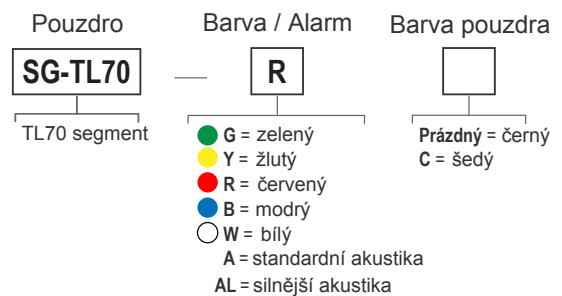 Pouzdro Barva / Alarm Barva pouzdra
SG-TL70 — R
TL70 segment
G = zelený
Y = žlutý
R = červený
B = modrý
W = bílý
A = standardní akustika
AL = silnější akustika
Prázdný = černý
C = šedý